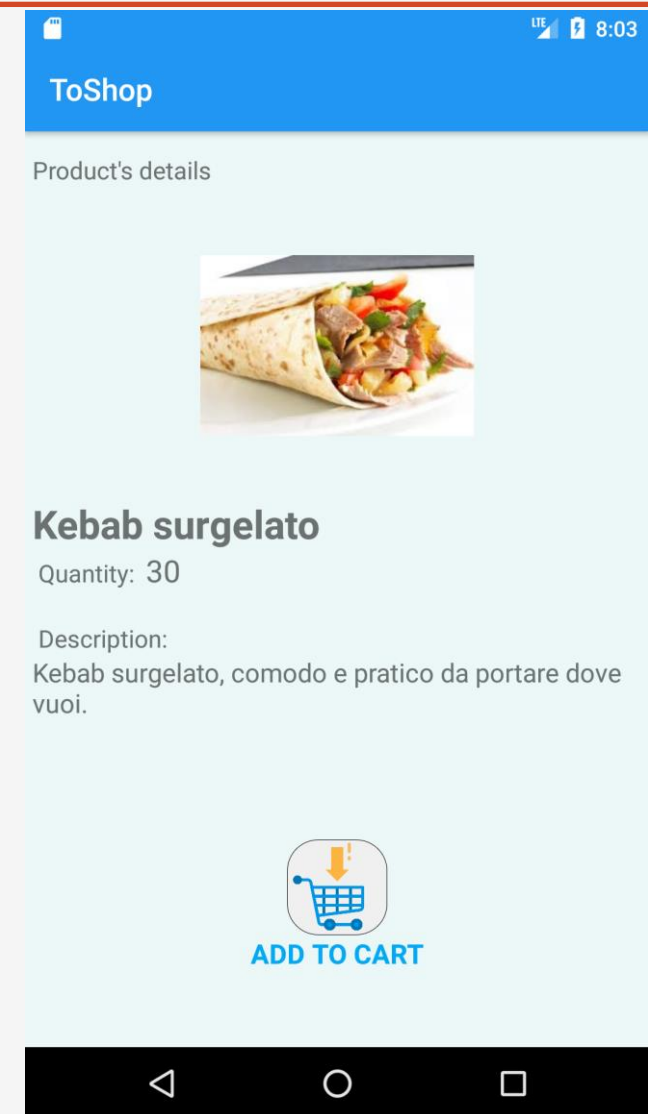 LTE 8:03
ToShop
Product's details
Kebab surgelato
Quantity: 30
Description:
Kebab surgelato, comodo e pratico da portare dove
vuoi.
ADD TO CART